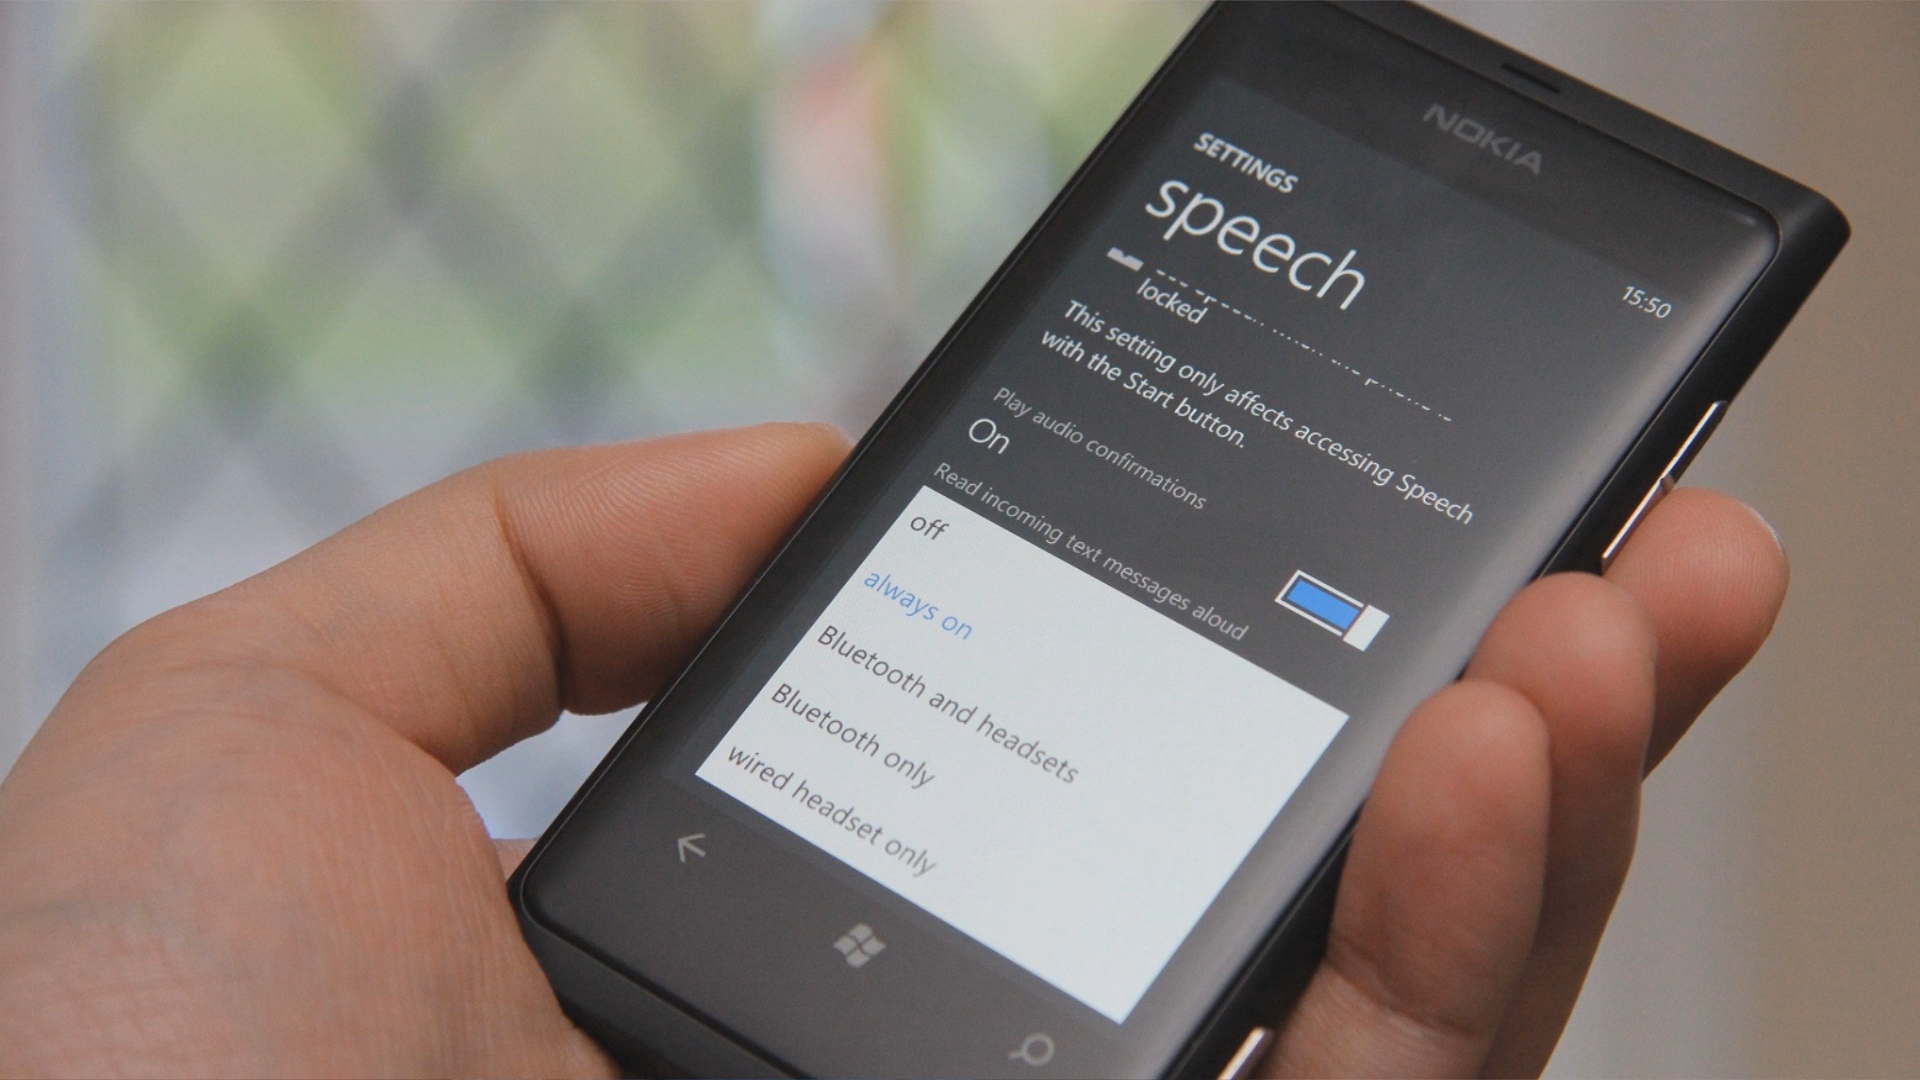 NOKIA
15:50
SETTINGS
speech
locked
This setting only affects accessing Speech
with the Start button.
Play audio confirmations
On
Read incoming text messages aloud
off
always on
Bluetooth and headsets
Bluetooth only
wired headset only